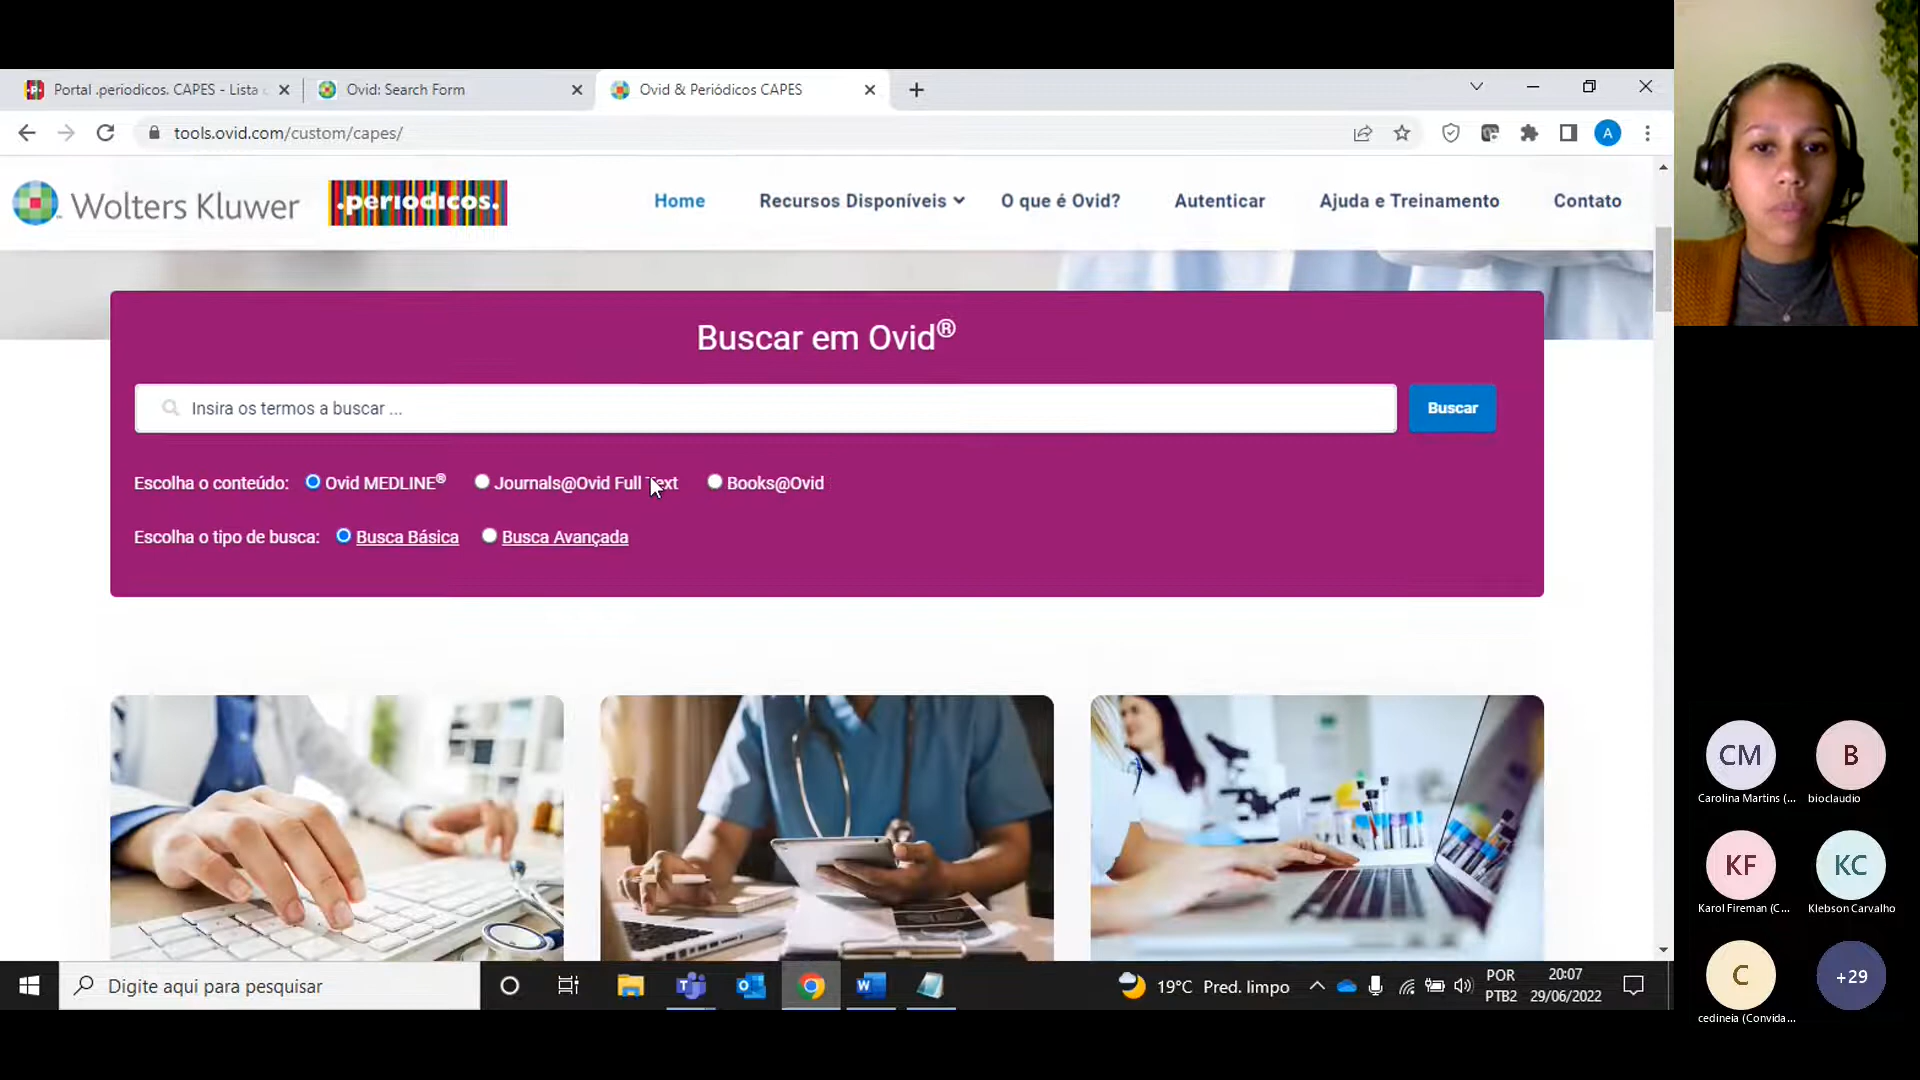 Portal .periodicos. CAPES - Lista
Ovid: Search Form
Ovid & Periódicos CAPES
tools.ovid.com/custom/capes/
A
Wolters Kluwer
.periodicos.
Home
Recursos Disponíveis
O que é Ovid?
Autenticar
Ajuda e Treinamento
Contato
Buscar em Ovid®
Insira os termos a buscar ...
Buscar
Escolha o conteúdo: Ovid MEDLINE® Journals@Ovid Full Text Books@Ovid
Escolha o tipo de busca: Busca Básica Busca Avançada
CM
Carolina Martins (...
B
bioclaudio
KF
Karol Fireman (C...
KC
Klebson Carvalho
C
cedineia (Convida...
+29
Digite aqui para pesquisar
19°C Pred. limpo
POR
PTB2
20:07
29/06/2022